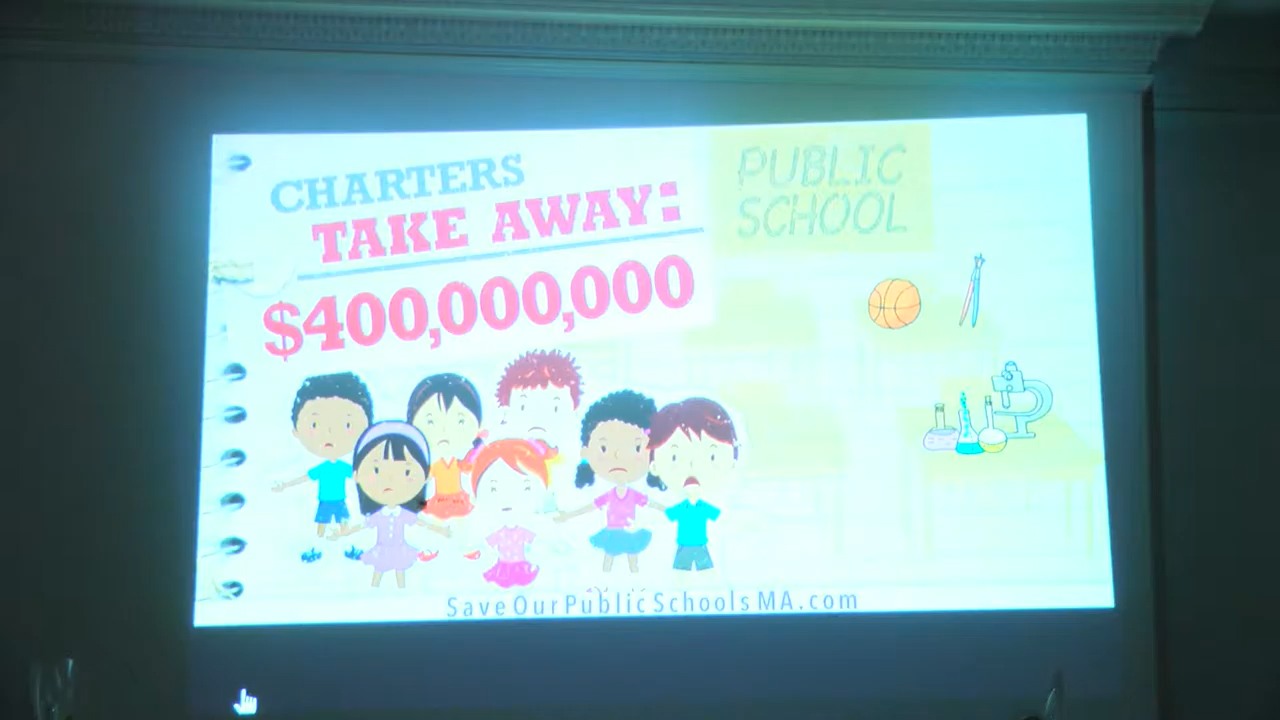 CHARTERS
TAKE AWAY:
$400,000,000
PUBLIC
SCHOOL
SaveOurPublicSchoolsMA.com